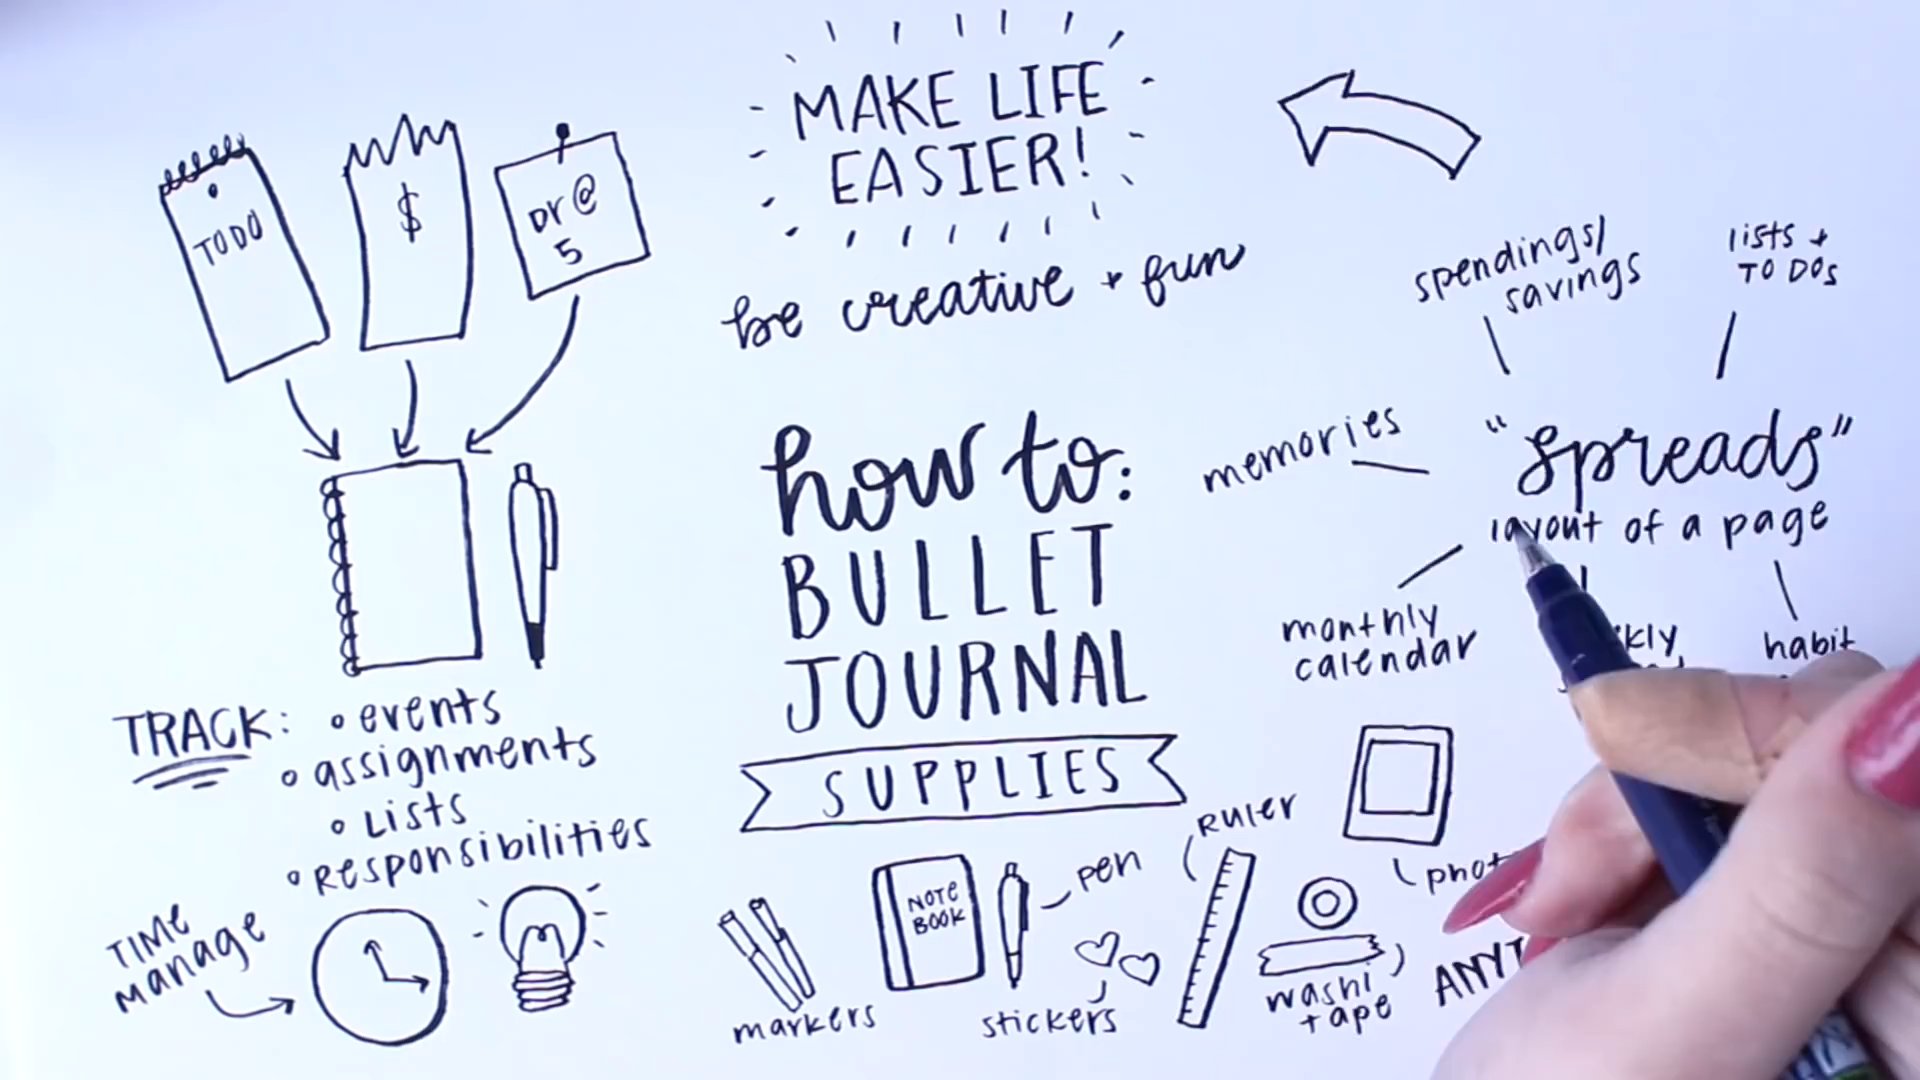 MAKE LIFE
EASIER!
be creative + fun
TODO
$
Dr @
5
TRACK:
events
assignments
Lists
Responsibilities
TIME
manage
how to:
BULLET
JOURNAL
SUPPLIES
markers
NOTE
BOOK
pen
stickers
RULER
washi
tape
spendings/
savings
lists +
TO DOs
memories
"spreads"
layout of a page
monthly
calendar
habit